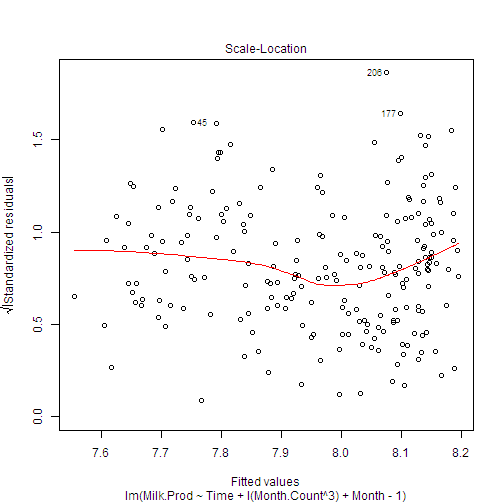 Scale-Location
√|Standardized residuals|
0.0
0.5
1.0
1.5
206
177
45
7.6 7.7 7.8 7.9 8.0 8.1 8.2
Fitted values
lm(Milk.Prod ~ Time + I(Month.Count^3) + Month - 1)